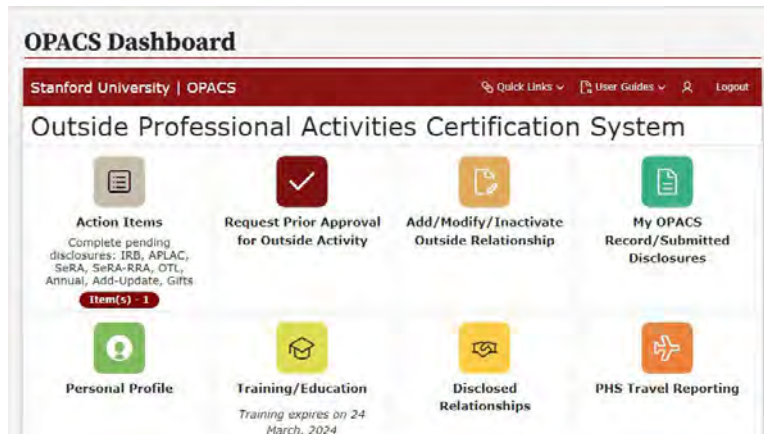 OPACS Dashboard
Stanford University | OPACS
Quick Links
User Guides
Logout
Outside Professional Activities Certification System
Action Items
Complete pending
disclosures: IRB, APLAC,
SeRA, SeRA-RRA, OTL,
Annual, Add-Update, Gifts
Item(s) - 1
Request Prior Approval
for Outside Activity
Add/Modify/Inactivate
Outside Relationship
My OPACS
Record/Submitted
Disclosures
Personal Profile
Training/Education
Training expires on 24
March, 2024
Disclosed
Relationships
PHS Travel Reporting